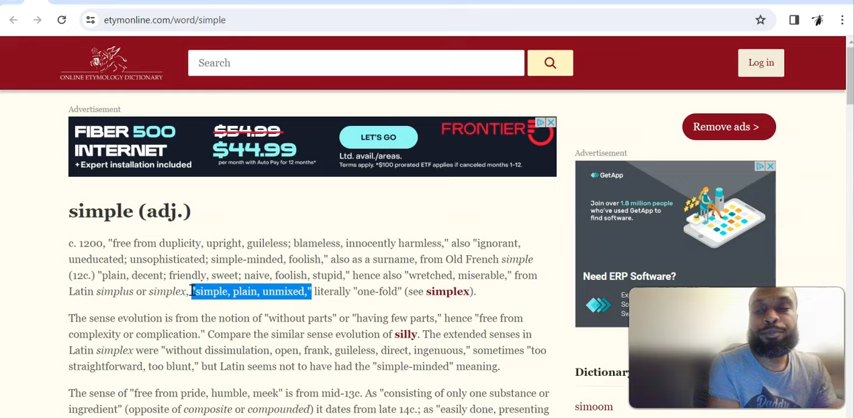 etymonline.com/word/simple
ONLINE ETYMOLOGY DICTIONARY
Search
Log in
Advertisement
FIBER 500
INTERNET
+ Expert installation included
$54.99
$44.99
per month with Auto Pay for 12 months*
LET'S GO
Ltd. avail./areas.
Terms apply.
FRONTIER
Remove ads >
Advertisement
GetApp
Join over 1.8 million people
who've used GetApp to
find software.
Need ERP Software?
simple (adj.)
c. 1200, "free from duplicity, upright, guileless; blameless, innocently harmless," also "ignorant,
uneducated; unsophisticated; simple-minded, foolish," also as a surname, from Old French simple
(12c.) "plain, decent; friendly, sweet; naive, foolish, stupid," hence also "wretched, miserable," from
Latin simplus or simplex, "simple, plain, unmixed," literally "one-fold" (see simplex).
The sense evolution is from the notion of "without parts" or "having few parts," hence "free from
complexity or complication." Compare the similar sense evolution of silly. The extended senses in
Latin simplex were "without dissimulation, open, frank, guileless, direct, ingenuous," sometimes "too
straightforward, too blunt," but Latin seems not to have had the "simple-minded" meaning.
The sense of "free from pride, humble, meek" is from mid-13c. As "consisting of only one substance or
ingredient" (opposite of composite or compounded) it dates from late 14c.; as "easily done, presenting
Dictionary
simoom
Daddy